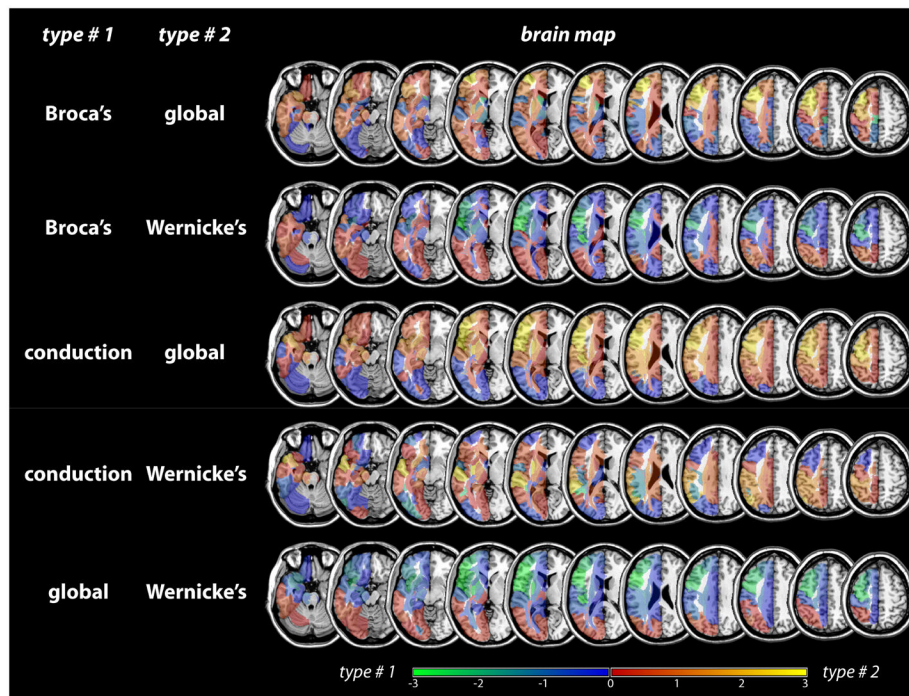 type # 1 type # 2 brain map
Broca's global
Broca's Wernicke's
conduction global
conduction Wernicke's
global Wernicke's
type # 1 type # 2
-3 -2 -1 0 1 2 3